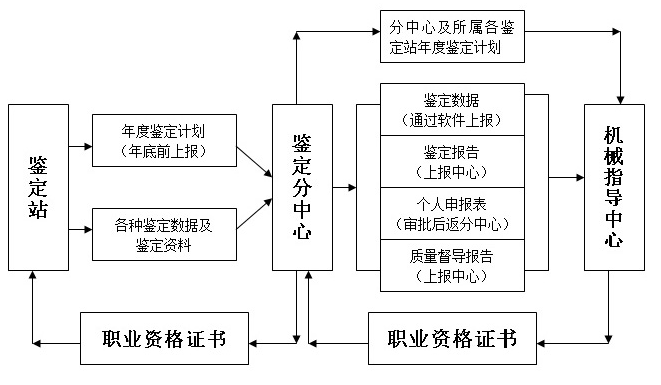 分中心及所属各鉴
定站年度鉴定计划
鉴定站
年度鉴定计划
(年底前上报)
各种鉴定数据及
鉴定资料
鉴定分中心
鉴定数据
(通过软件上报)
鉴定报告
(上报中心)
个人申报表
(审批后返分中心)
质量督导报告
(上报中心)
机械指导中心
职业资格证书
职业资格证书